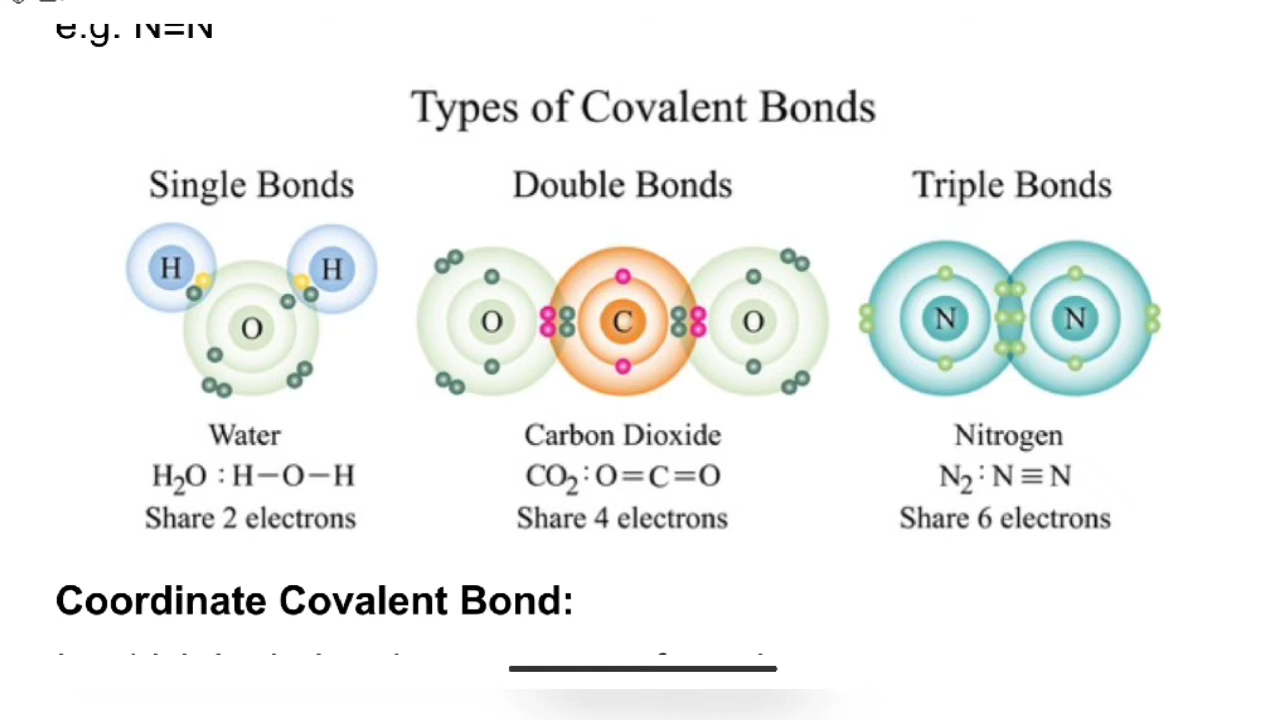 e.g. N≡N
Types of Covalent Bonds
Single Bonds Double Bonds Triple Bonds
H H
O
O C O
N N
Water
H₂O : H−O−H
Share 2 electrons
Carbon Dioxide
CO₂ : O=C=O
Share 4 electrons
Nitrogen
N₂ : N≡N
Share 6 electrons
Coordinate Covalent Bond: